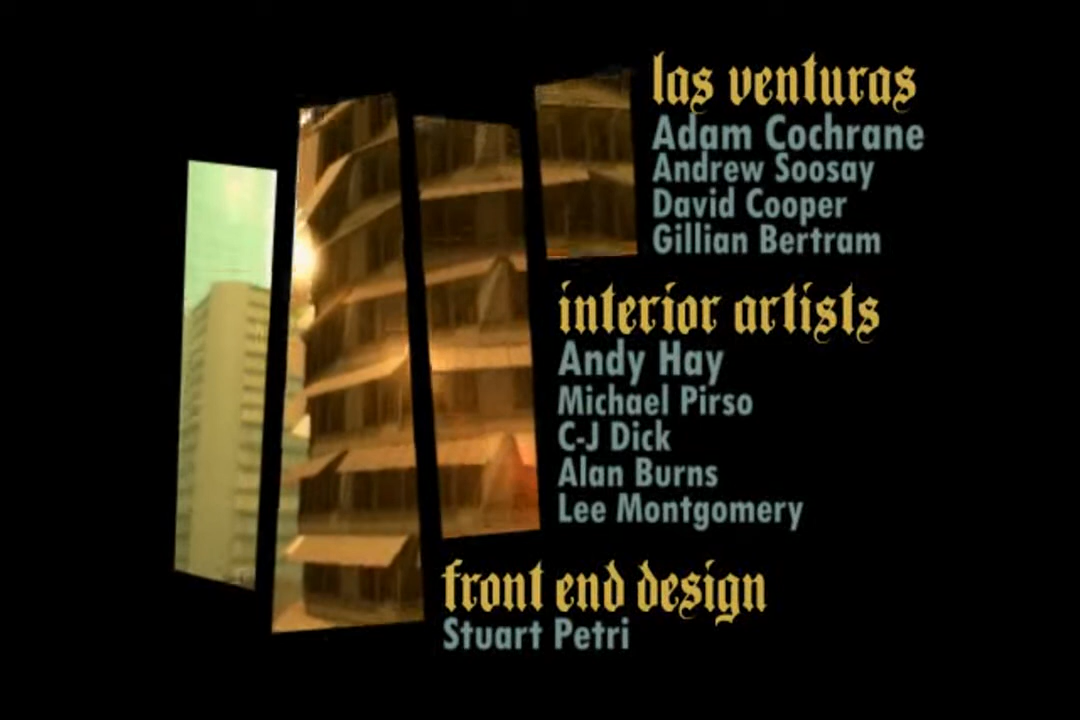 las venturas
Adam Cochrane
Andrew Soosay
David Cooper
Gillian Bertram
interior artists
Andy Hay
Michael Pirso
C-J Dick
Alan Burns
Lee Montgomery
front end design
Stuart Petri